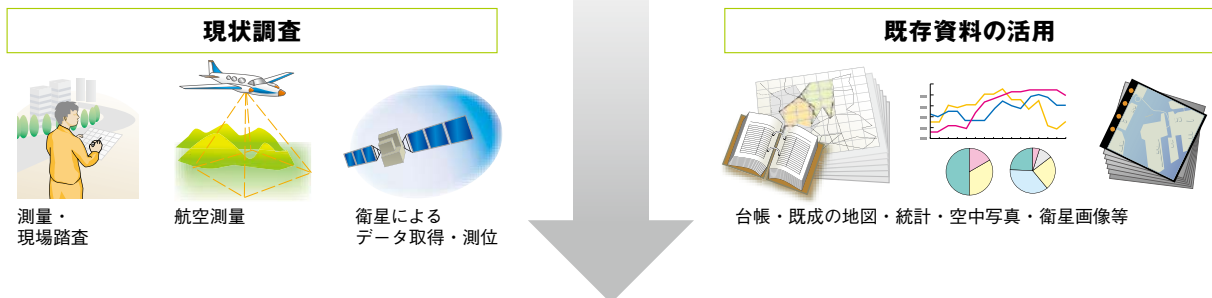 現状調査
測量・
現場踏査
航空測量
衛星による
データ取得・測位
既存資料の活用
台帳・既成の地図・統計・空中写真・衛星画像等